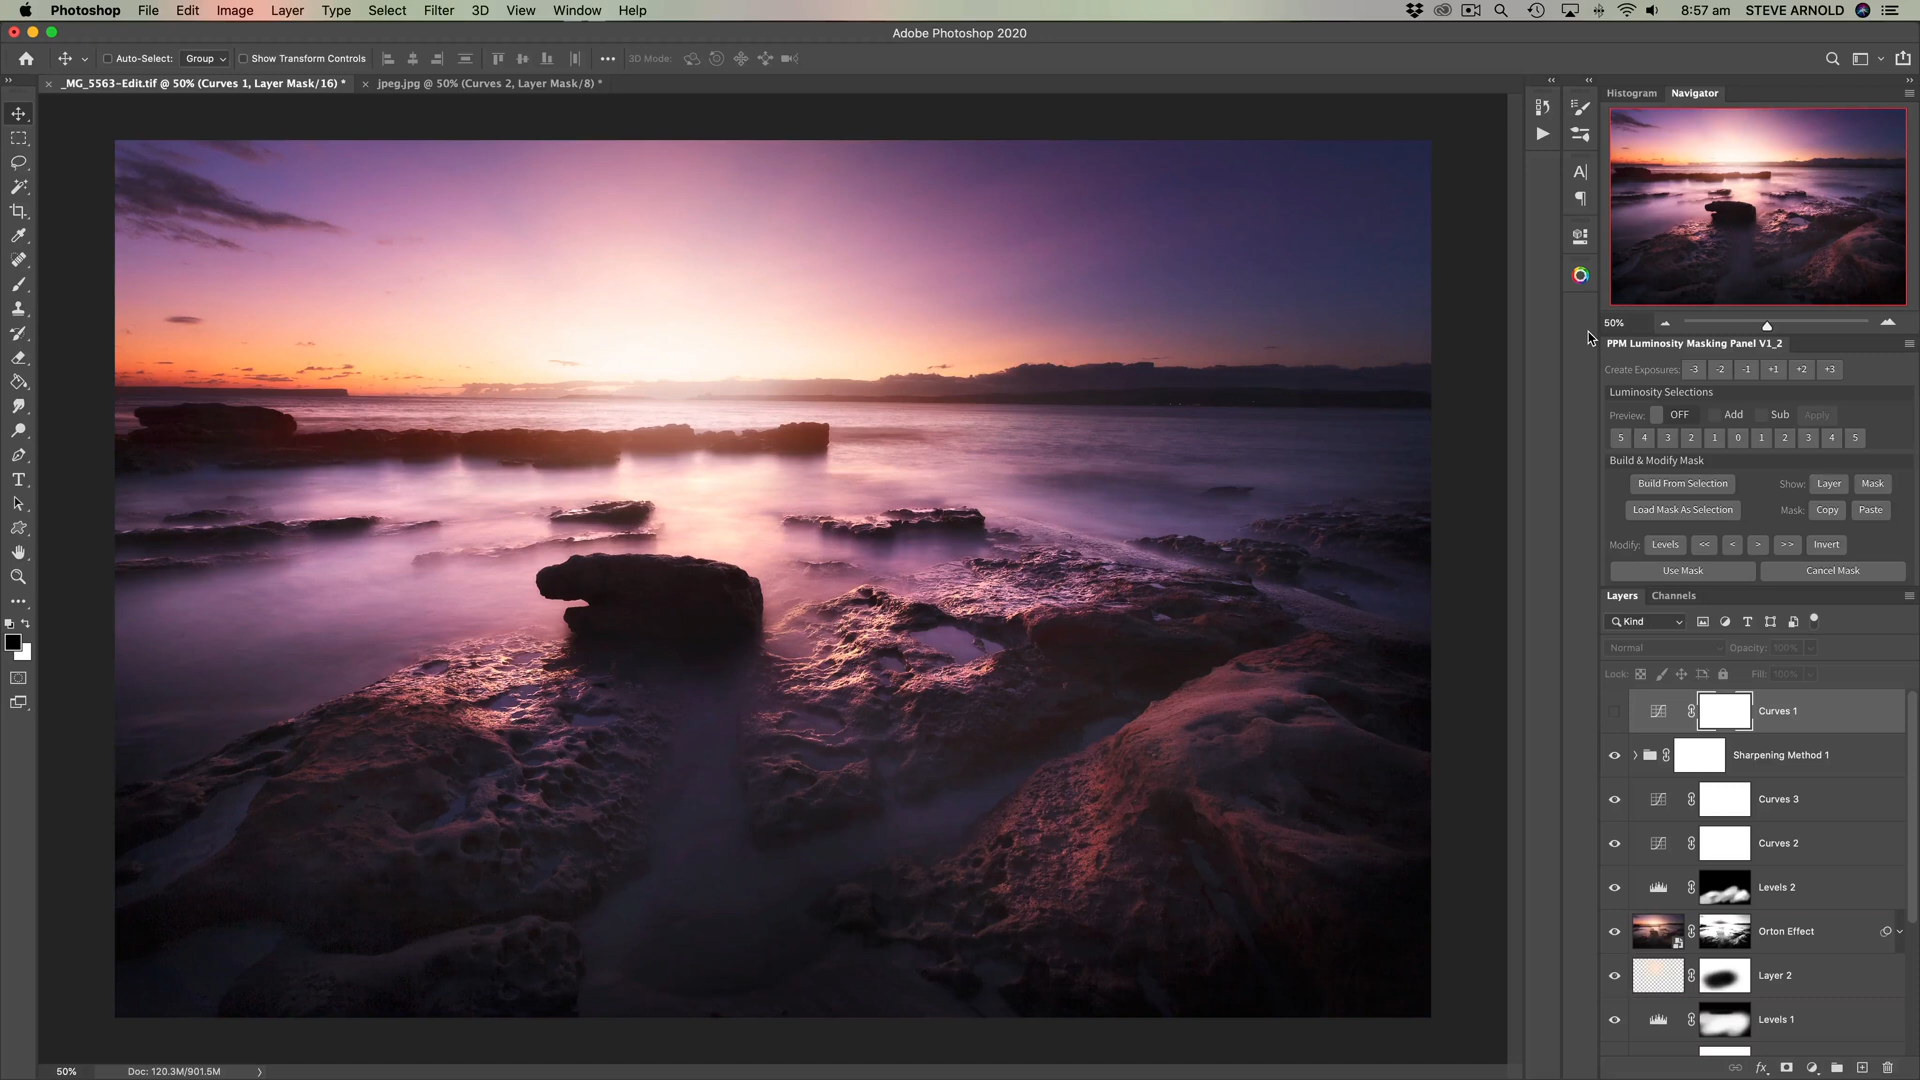 Photoshop File Edit Image Layer Type Select Filter 3D View Window Help 8:57 am STEVE ARNOLD
Adobe Photoshop 2020
Auto-Select: Group Show Transform Controls 3D Mode:
_MG_5563-Edit.tif @ 50% (Curves 1, Layer Mask/16) * jpeg.jpg @ 50% (Curves 2, Layer Mask/8) *
Histogram Navigator
50%
PPM Luminosity Masking Panel V1_2
Create Exposures: -3 -2 -1 +1 +2 +3
Luminosity Selections
Preview: OFF Add Sub Apply
5 4 3 2 1 0 1 2 3 4 5
Build & Modify Mask
Build From Selection Show: Layer Mask
Load Mask As Selection Mask: Copy Paste
Modify: Levels << < > >> Invert
Use Mask Cancel Mask
Layers Channels
Kind
Normal Opacity: 100%
Lock: Fill: 100%
Curves 1
Sharpening Method 1
Curves 3
Curves 2
Levels 2
Orton Effect
Layer 2
Levels 1
50% Doc: 120.3M/901.5M